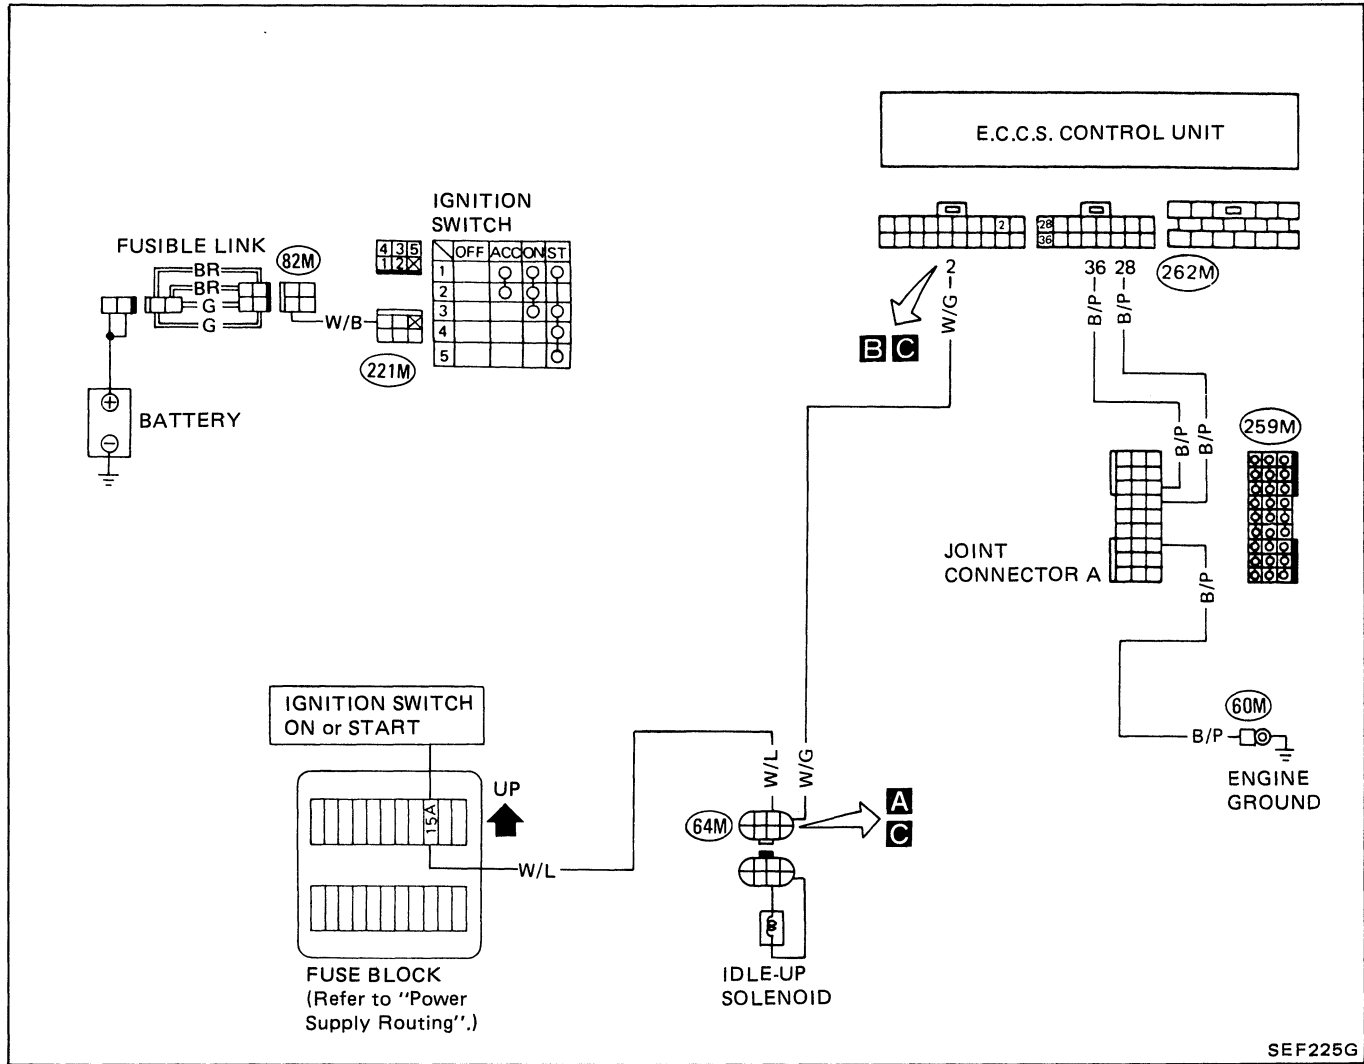 E.C.C.S. CONTROL UNIT
IGNITION
SWITCH
FUSIBLE LINK
82M
BR
BR
G
G
W/B
221M
4 3 5
1 2
OFF ACC ON ST
1
2
3
4
5
BATTERY
2
28
36
2
36 28
262M
W/G
B/P
B/P
B C
B/P
B/P
259M
JOINT
CONNECTOR A
B/P
60M
B/P
ENGINE
GROUND
IGNITION SWITCH
ON or START
UP
15A
W/L
W/L
W/G
64M
A
C
FUSE BLOCK
(Refer to "Power
Supply Routing".)
IDLE-UP
SOLENOID
SEF225G